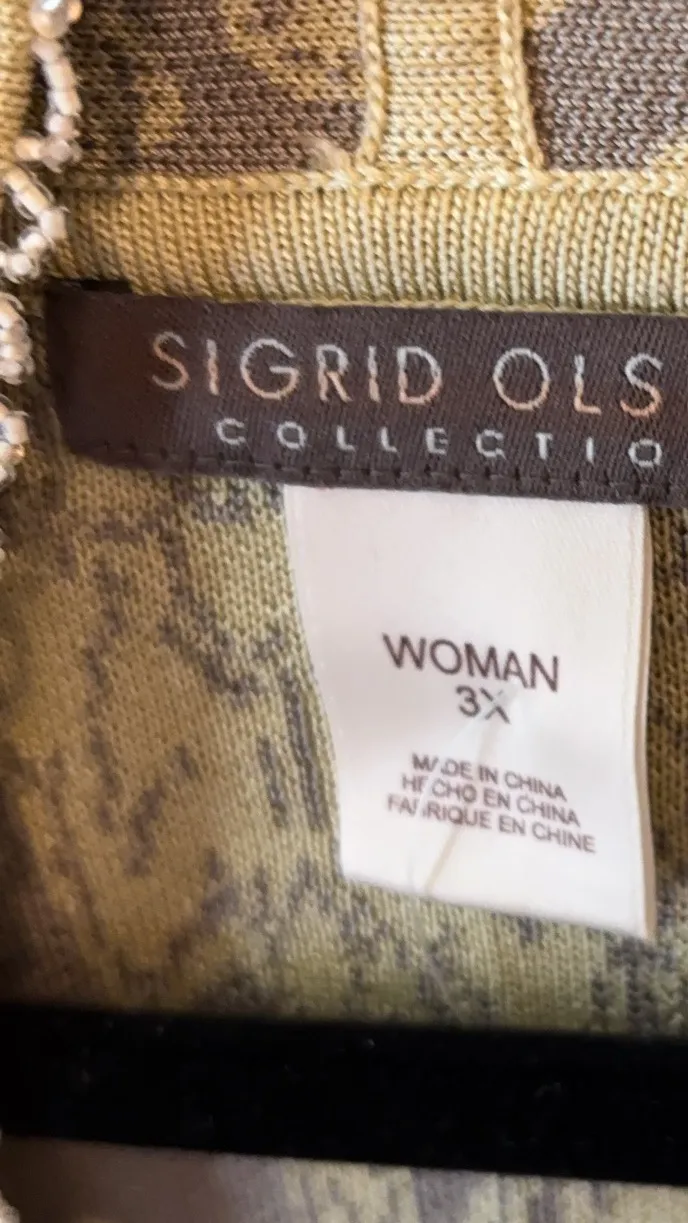 SIGRID OLS
COLLECTIO
WOMAN
3X
MADE IN CHINA
HECHO EN CHINA
FABRIQUE EN CHINE